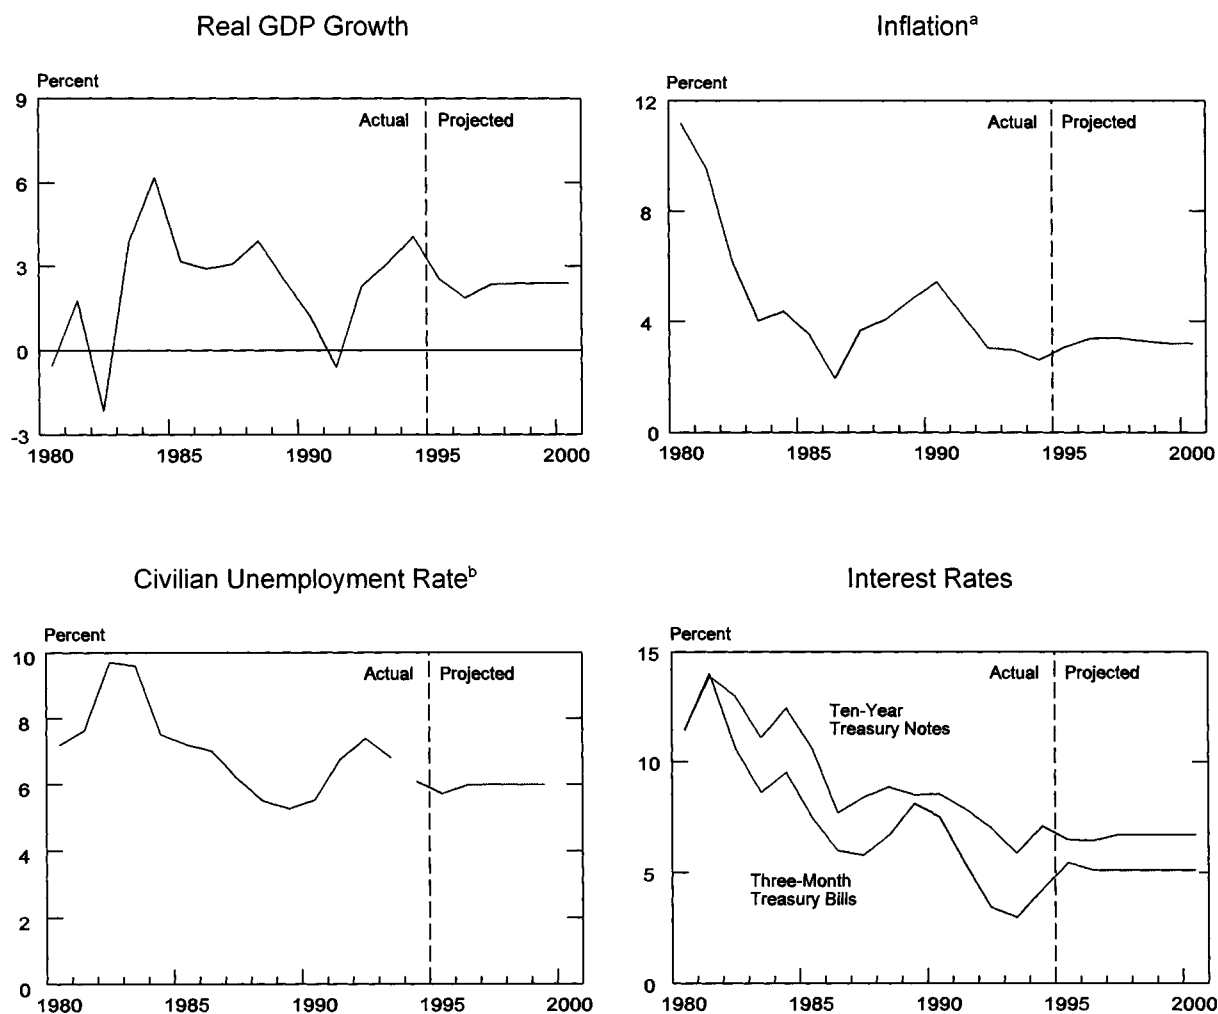 Real GDP Growth
Percent
9
Actual Projected
6
3
0
-3
1980 1985 1990 1995 2000
Inflationᵃ
Percent
12
Actual Projected
8
4
0
1980 1985 1990 1995 2000
Civilian Unemployment Rateᵇ
Percent
10
Actual Projected
8
6
4
2
0
1980 1985 1990 1995 2000
Interest Rates
Percent
15
Actual Projected
Ten-Year
Treasury Notes
10
5
Three-Month
Treasury Bills
0
1980 1985 1990 1995 2000